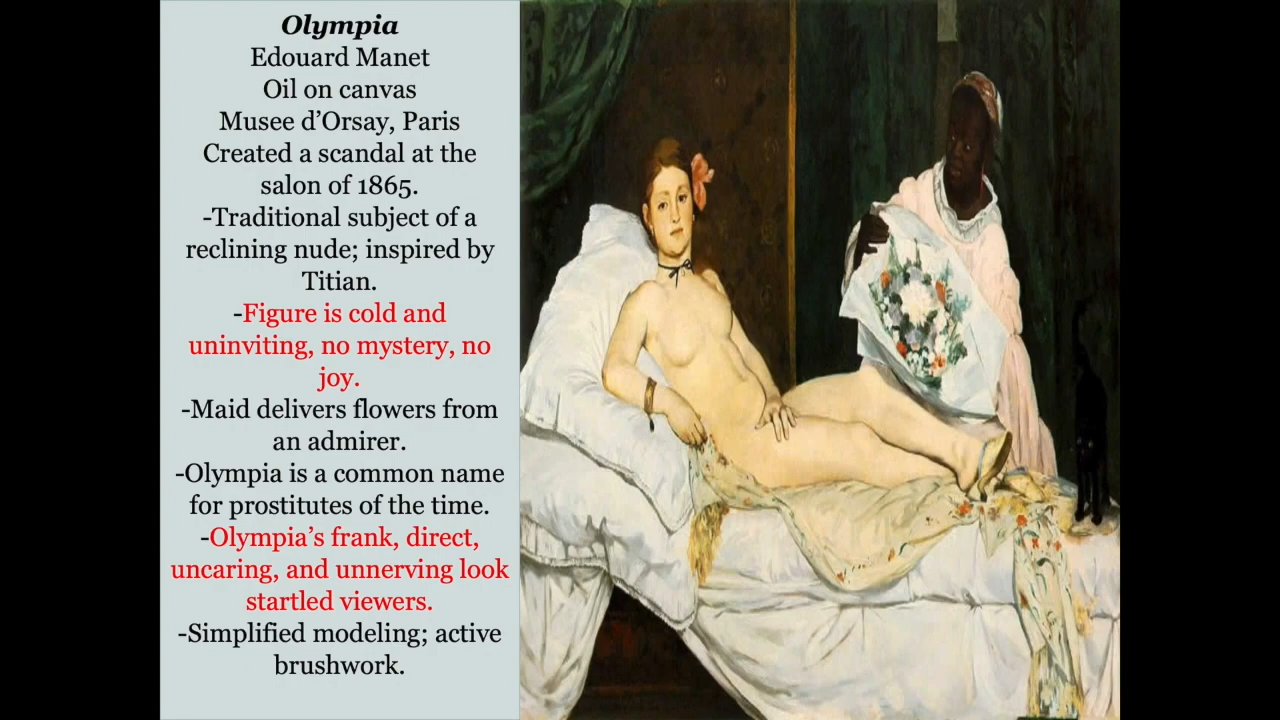 Olympia
Edouard Manet
Oil on canvas
Musee d’Orsay, Paris
Created a scandal at the
salon of 1865.
-Traditional subject of a
reclining nude; inspired by
Titian.
-Figure is cold and
uninviting, no mystery, no
joy.
-Maid delivers flowers from
an admirer.
-Olympia is a common name
for prostitutes of the time.
-Olympia’s frank, direct,
uncaring, and unnerving look
startled viewers.
-Simplified modeling; active
brushwork.